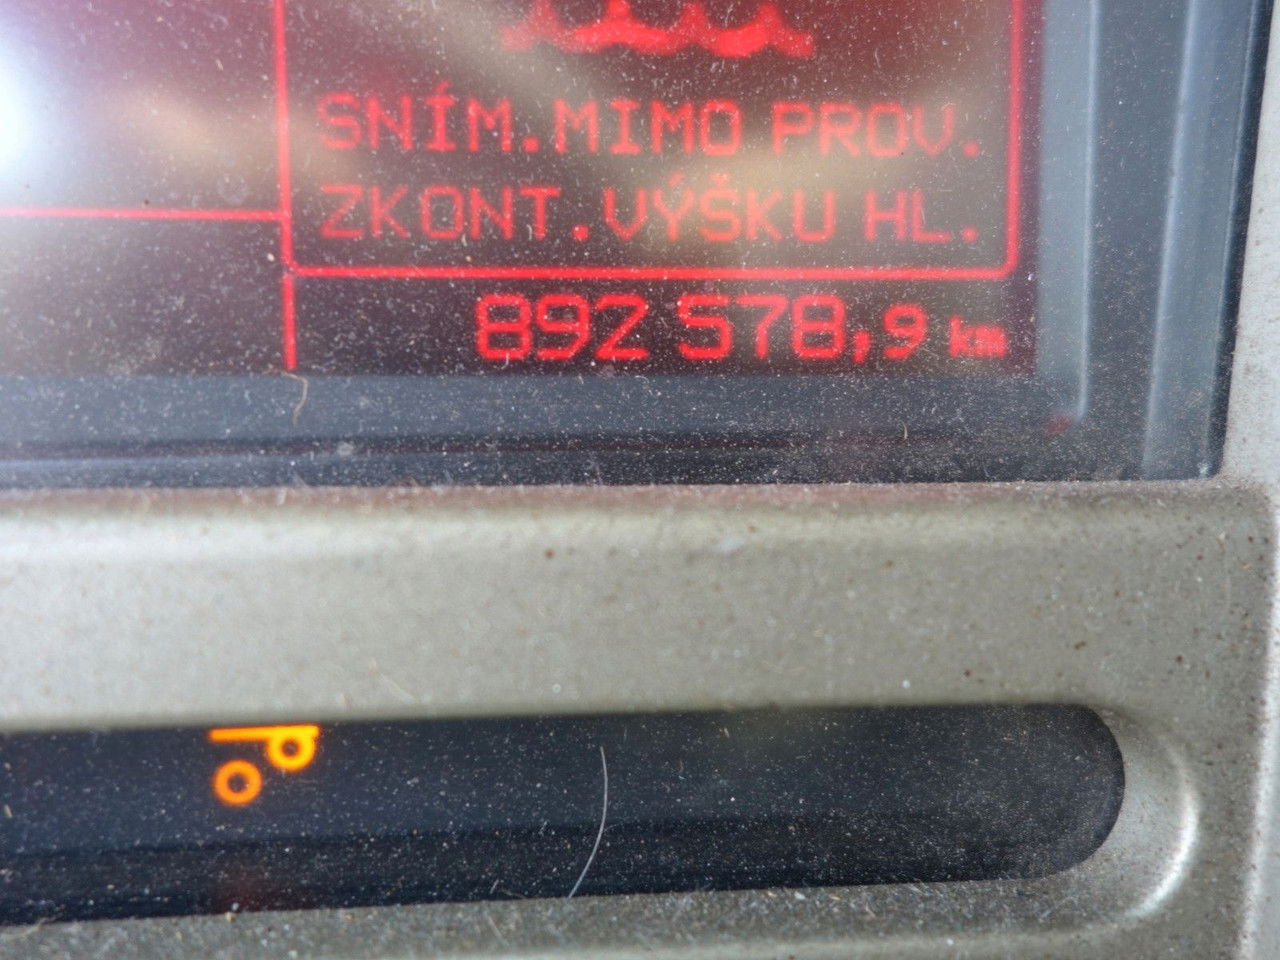 SNÍM.MIMO PROV.
ZKONT.VÝŠKU HL.
892 578,9 km